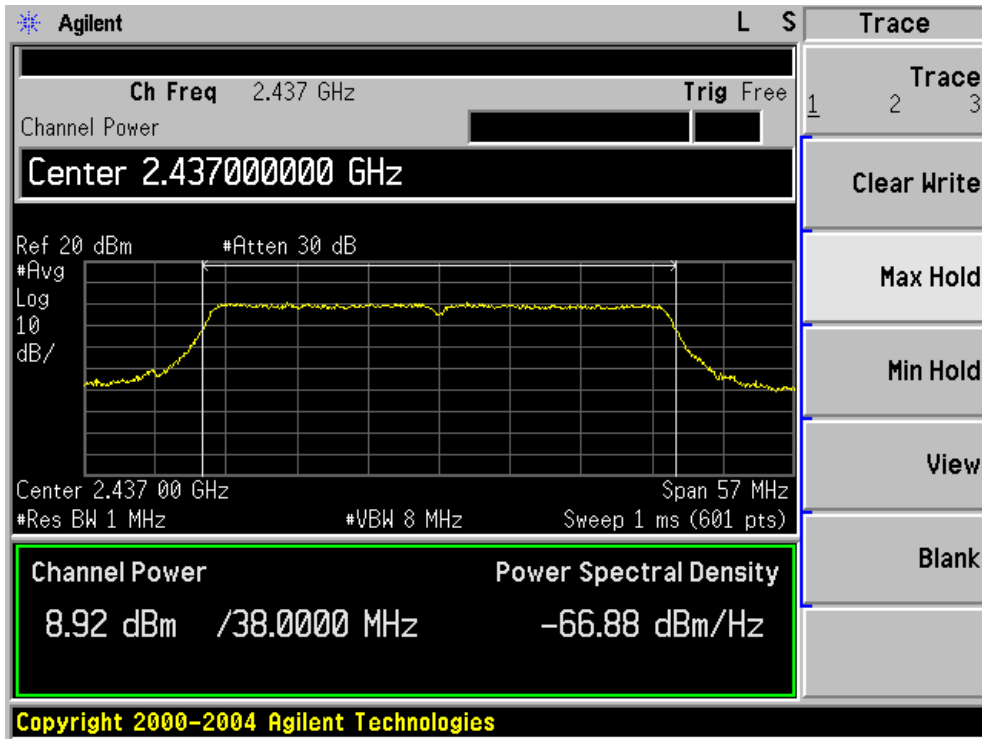 Agilent
L S
Trace
Ch Freq 2.437 GHz
Trig Free
Channel Power
Center 2.437000000 GHz
Ref 20 dBm
#Atten 30 dB
#Avg
Log
10
dB/
Center 2.437 00 GHz
Span 57 MHz
#Res BW 1 MHz
#VBW 8 MHz
Sweep 1 ms (601 pts)
Channel Power
Power Spectral Density
8.92 dBm /38.0000 MHz
-66.88 dBm/Hz
Copyright 2000-2004 Agilent Technologies
Trace
1 2 3
Clear Write
Max Hold
Min Hold
View
Blank